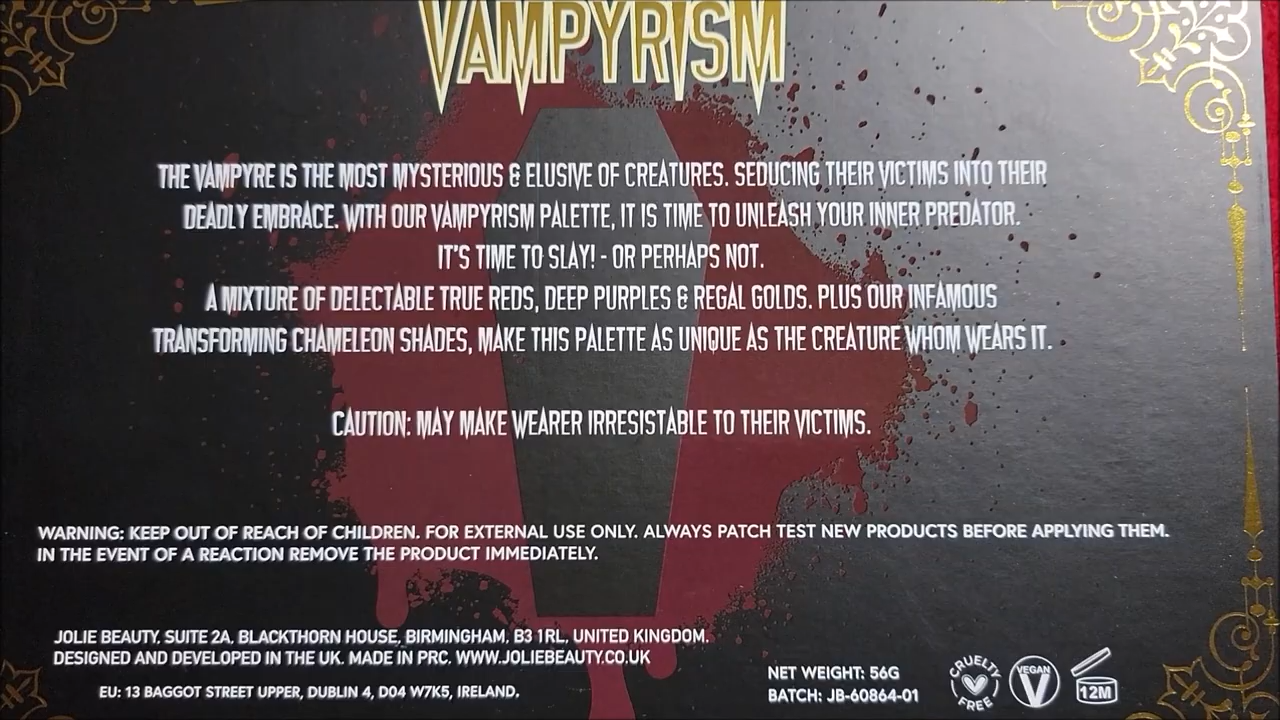 VAMPYRISM
THE VAMPYRE IS THE MOST MYSTERIOUS & ELUSIVE OF CREATURES. SEDUCING THEIR VICTIMS INTO THEIR
DEADLY EMBRACE. WITH OUR VAMPYRISM PALETTE, IT IS TIME TO UNLEASH YOUR INNER PREDATOR.
IT'S TIME TO SLAY! - OR PERHAPS NOT.
A MIXTURE OF DELECTABLE TRUE REDS, DEEP PURPLES & REGAL GOLDS. PLUS OUR INFAMOUS
TRANSFORMING CHAMELEON SHADES, MAKE THIS PALETTE AS UNIQUE AS THE CREATURE WHOM WEARS IT.
CAUTION: MAY MAKE WEARER IRRESISTABLE TO THEIR VICTIMS.
WARNING: KEEP OUT OF REACH OF CHILDREN. FOR EXTERNAL USE ONLY. ALWAYS PATCH TEST NEW PRODUCTS BEFORE APPLYING THEM.
IN THE EVENT OF A REACTION REMOVE THE PRODUCT IMMEDIATELY.
JOLIE BEAUTY, SUITE 2A, BLACKTHORN HOUSE, BIRMINGHAM, B3 1RL, UNITED KINGDOM.
DESIGNED AND DEVELOPED IN THE UK. MADE IN PRC. WWW.JOLIEBEAUTY.CO.UK
EU: 13 BAGGOT STREET UPPER, DUBLIN 4, D04 W7K5, IRELAND.
NET WEIGHT: 56G
BATCH: JB-60864-01
CRUELTY FREE
VEGAN
12M